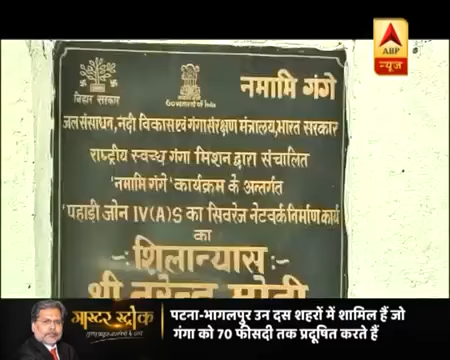 ABP
न्यूज़
बिहार सरकार
Government of India
नमामि गंगे
जल संसाधन, नदी विकास एवं गंगा संरक्षण मंत्रालय, भारत सरकार
राष्ट्रीय स्वच्छ गंगा मिशन द्वारा संचालित
'नमामि गंगे' कार्यक्रम के अन्तर्गत
'पहाड़ी जोन IV(A)S का सिवरेज नेटवर्क निर्माण कार्य
का
-: शिलान्यास :-
श्री नरेन्द्र मोदी
मास्टर स्ट्रोक
पटना-भागलपुर उन दस शहरों में शामिल हैं जो
गंगा को 70 फीसदी तक प्रदूषित करते हैं